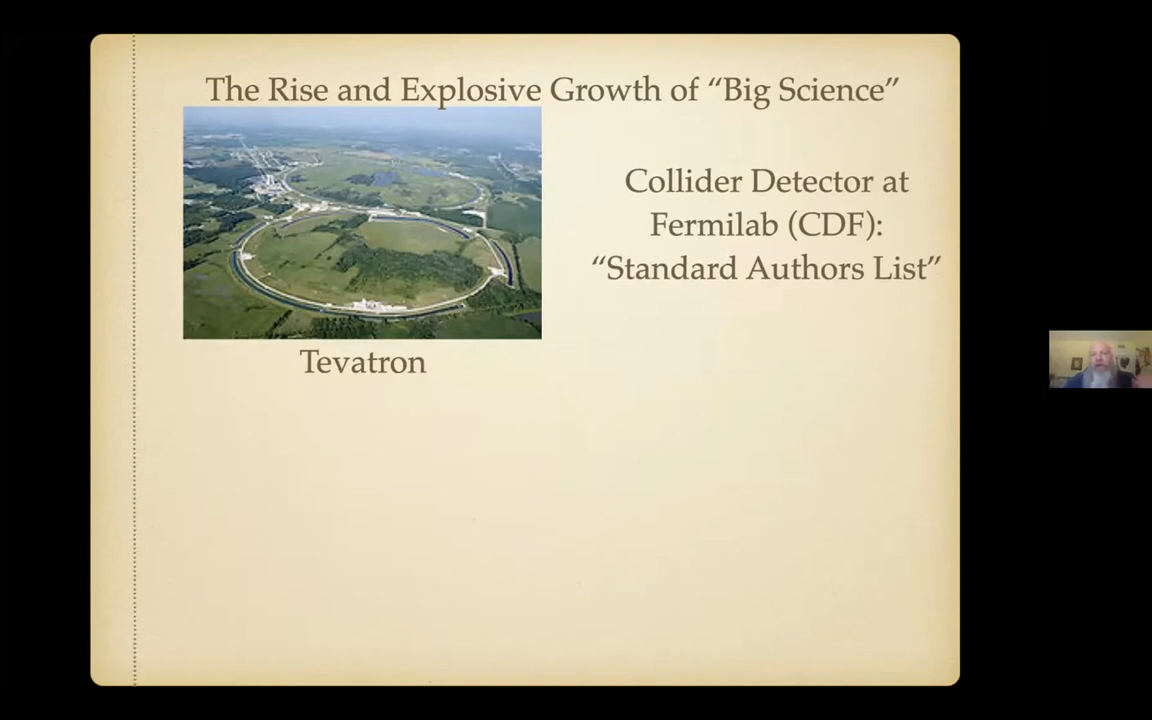 The Rise and Explosive Growth of “Big Science”
Collider Detector at
Fermilab (CDF):
“Standard Authors List”
Tevatron